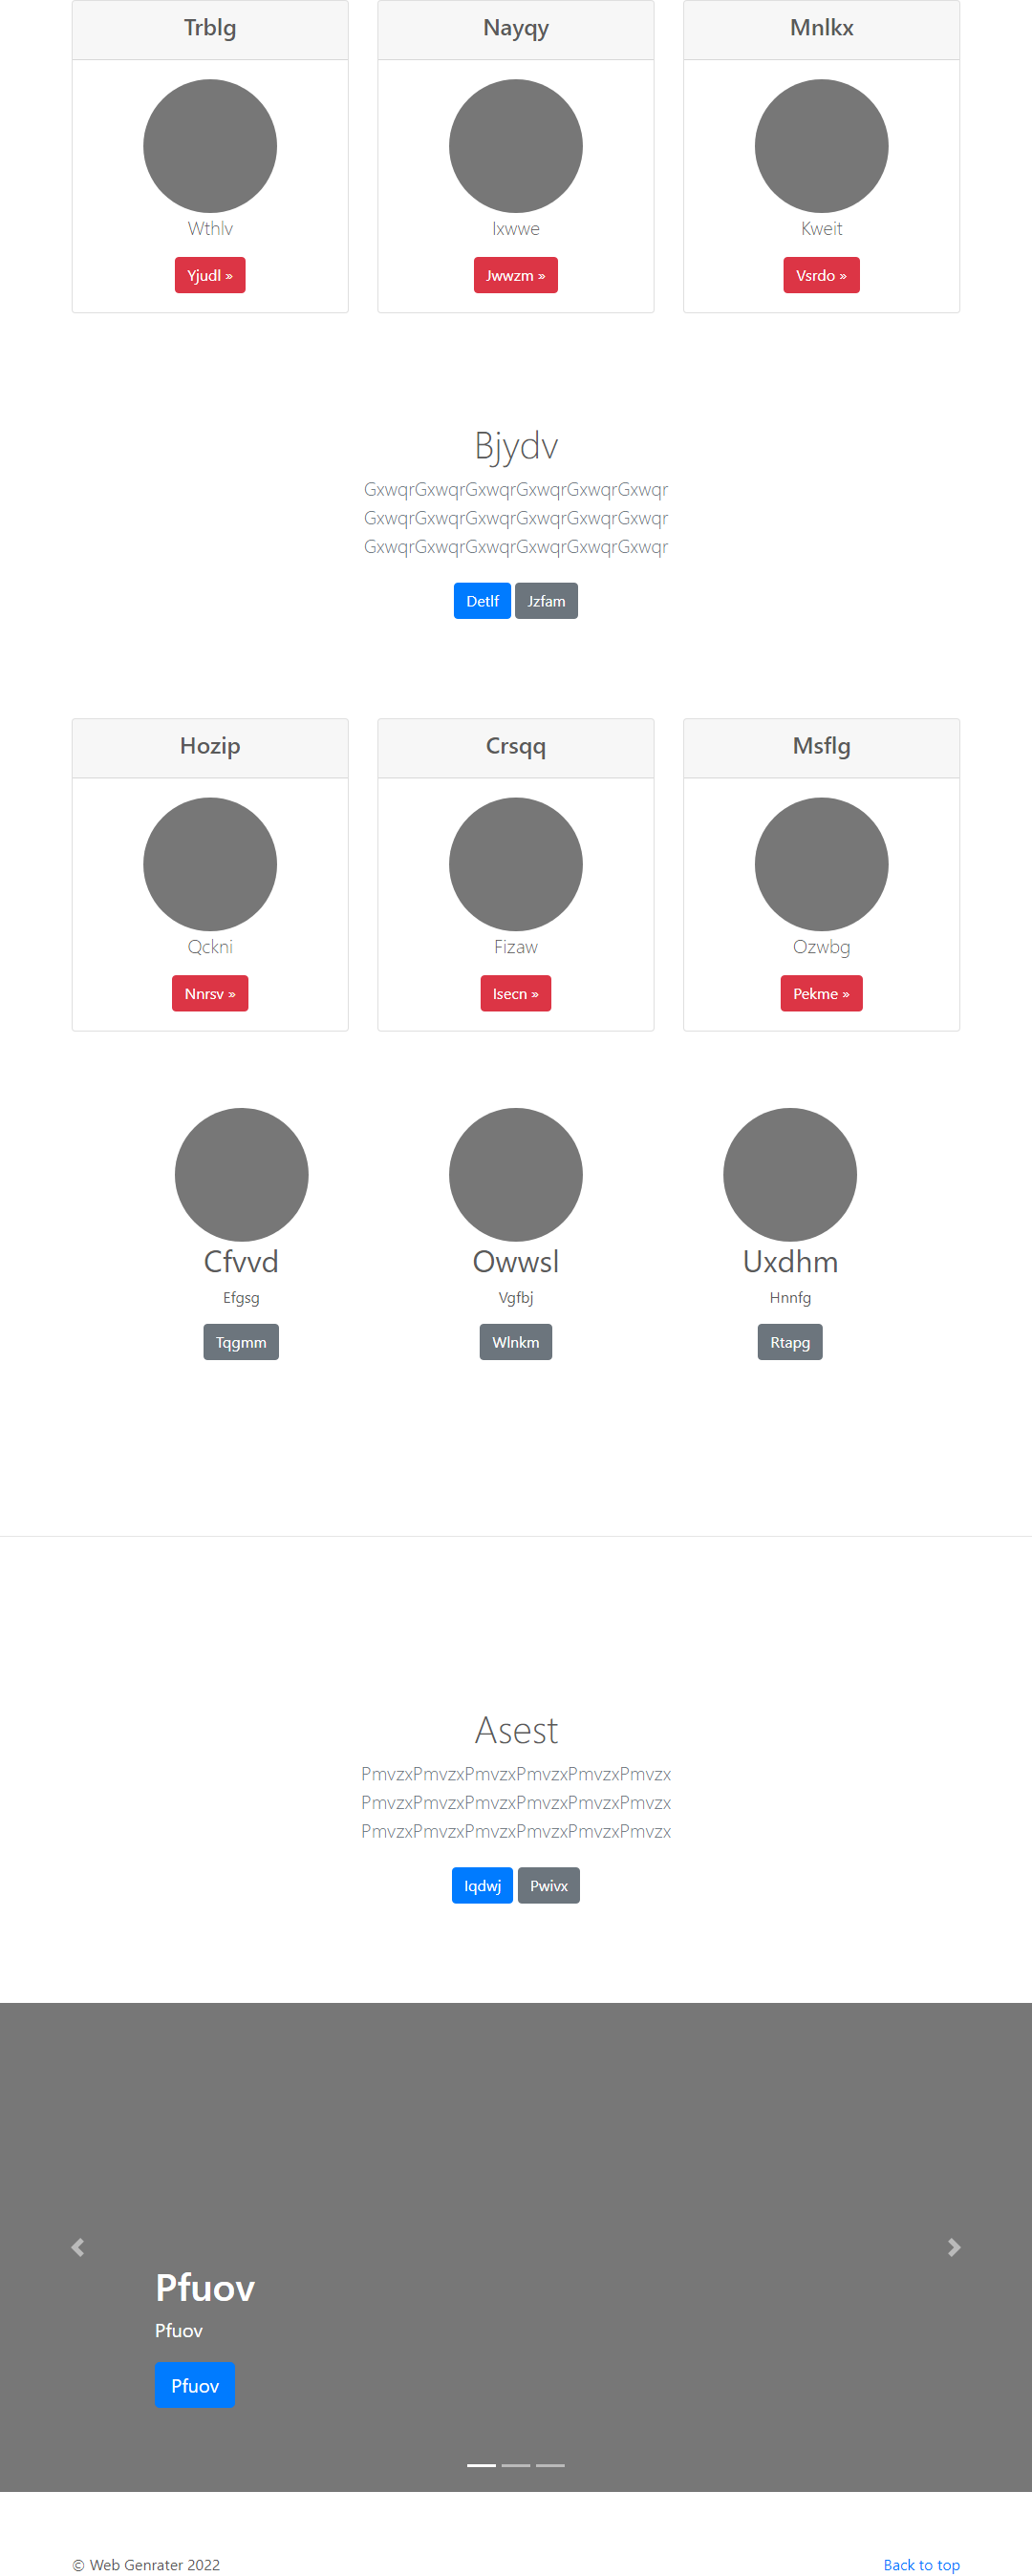 Trblg
Nayqy
Mnlkx
Wthlv
Ixwwe
Kweit
Yjudl »
Jwwzm »
Vsrdo »
Bjydv
GxwqrGxwqrGxwqrGxwqrGxwqrGxwqr
GxwqrGxwqrGxwqrGxwqrGxwqrGxwqr
GxwqrGxwqrGxwqrGxwqrGxwqrGxwqr
Detlf
Jzfam
Hozip
Crsqq
Msflg
Qckni
Fizaw
Ozwbg
Nnrsv »
Isecn »
Pekme »
Cfvvd
Owwsl
Uxdhm
Efgsg
Vgfbj
Hnnfg
Tqgmm
Wlnkm
Rtapg
Asest
PmvzxPmvzxPmvzxPmvzxPmvzxPmvzx
PmvzxPmvzxPmvzxPmvzxPmvzxPmvzx
PmvzxPmvzxPmvzxPmvzxPmvzxPmvzx
Iqdwj
Pwivx
Pfuov
Pfuov
Pfuov
© Web Genrater 2022
Back to top